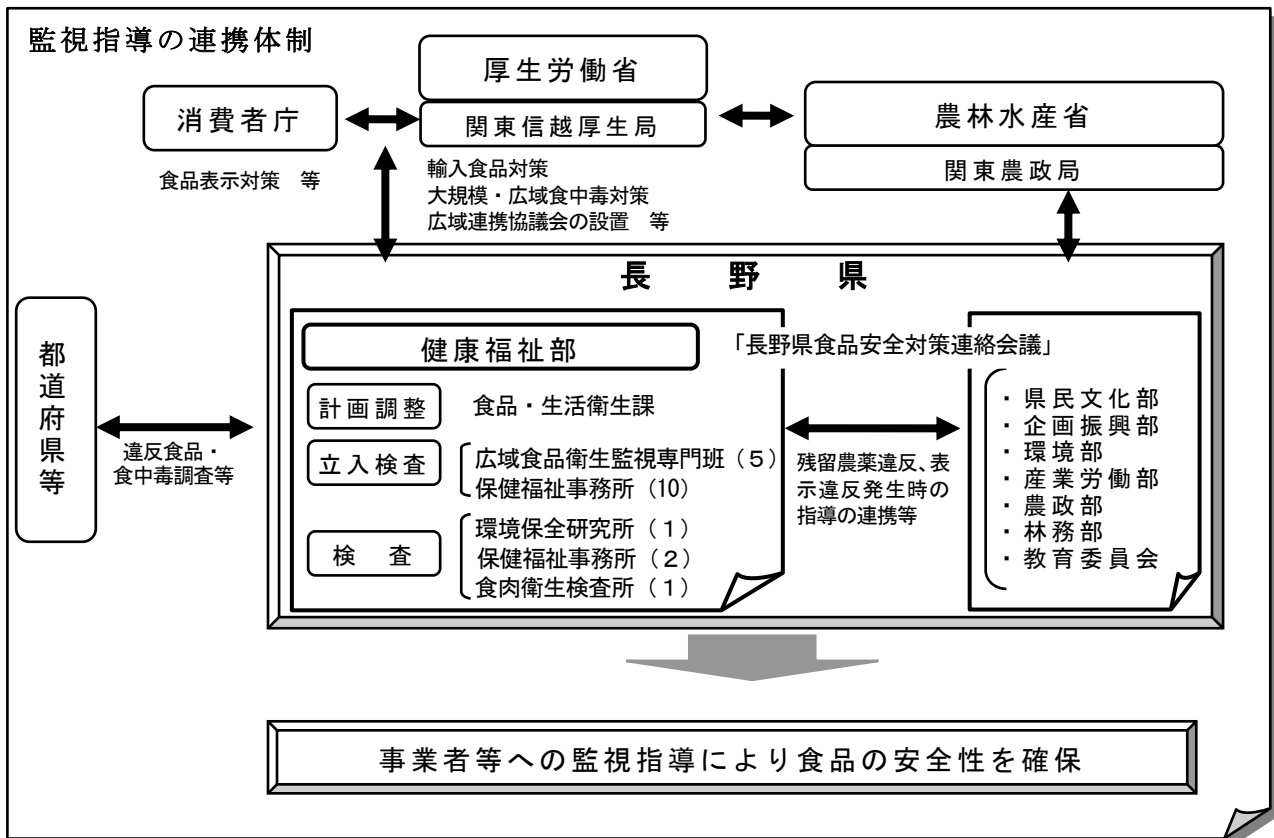 監視指導の連携体制
厚生労働省
関東信越厚生局
消費者庁
農林水産省
関東農政局
食品表示対策 等
輸入食品対策
大規模・広域食中毒対策
広域連携協議会の設置 等
長野県
都道府県等
違反食品・
食中毒調査等
健康福祉部
「長野県食品安全対策連絡会議」
計画調整 食品・生活衛生課
立入検査
広域食品衛生監視専門班（５）
保健福祉事務所（10）
検査
環境保全研究所（１）
保健福祉事務所（２）
食肉衛生検査所（１）
残留農薬違反、表
示違反発生時の
指導の連携等
・県民文化部
・企画振興部
・環境部
・産業労働部
・農政部
・林務部
・教育委員会
事業者等への監視指導により食品の安全性を確保